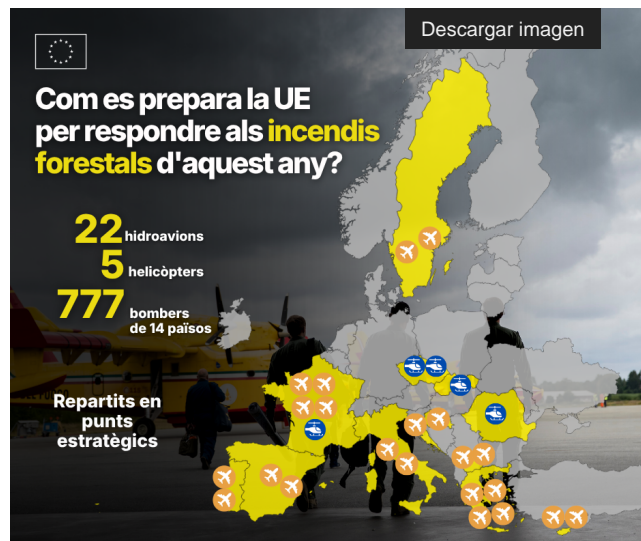 Descargar imagen
Com es prepara la UE
per respondre als incendis
forestals d'aquest any?
22 hidroavions
5 helicòpters
777 bombers
de 14 països
Repartits en
punts
estratègics